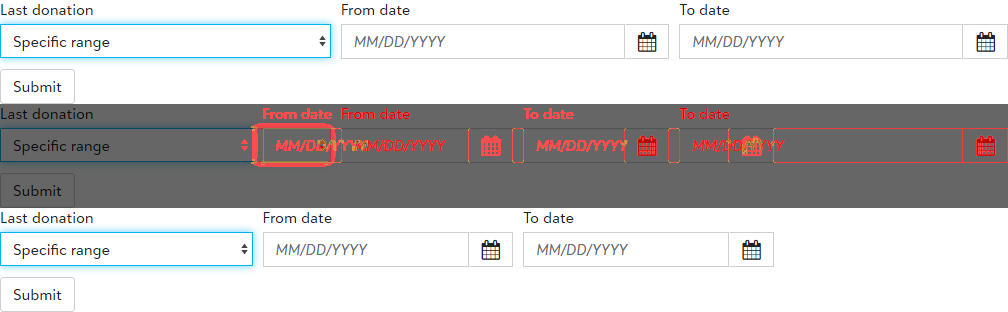 Last donation From date To date
Specific range MM/DD/YYYY MM/DD/YYYY
Submit
Last donation From date From date To date To date
Specific range MM/DD/YYYY MM/DD/YYYY MM/DD/YYYY MM/DD/YYYY
Submit
Last donation From date To date
Specific range MM/DD/YYYY MM/DD/YYYY
Submit